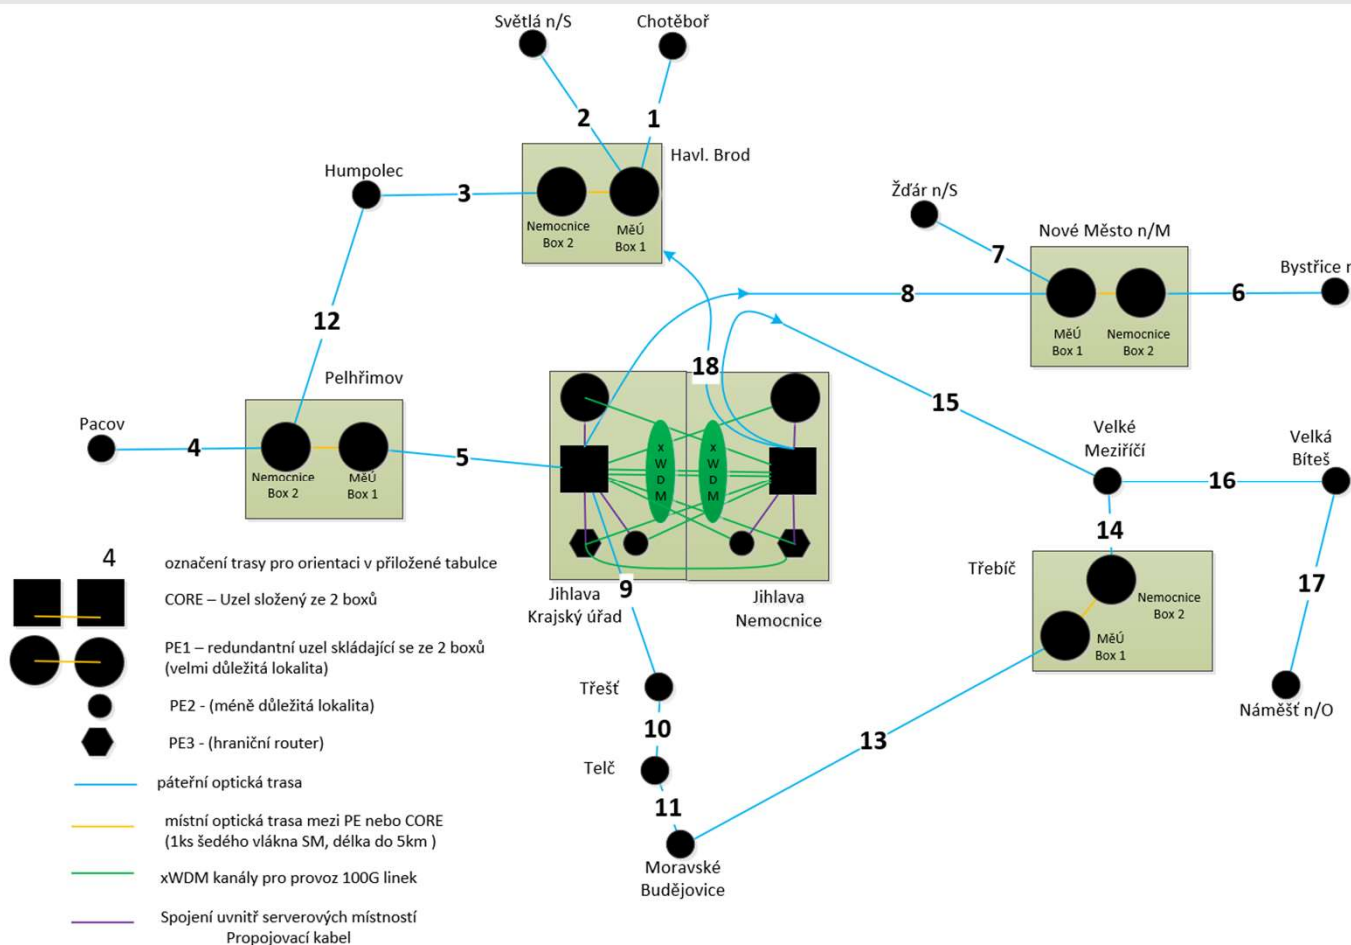 Světlá n/S
Chotěboř
2
1
Havl. Brod
Humpolec
3
Nemocnice
Box 2
MěÚ
Box 1
Žďár n/S
Nové Město n/M
7
Bystřice n
8
6
MěÚ
Box 1
Nemocnice
Box 2
12
18
Pelhřimov
15
Pacov
4
5
Nemocnice
Box 2
MěÚ
Box 1
x
W
D
M
x
W
D
M
Velké
Meziříčí
Velká
Bíteš
16
14
17
Třebíč
Nemocnice
Box 2
MěÚ
Box 1
Náměšť n/O
Jihlava
Krajský úřad
Jihlava
Nemocnice
9
Třešť
10
Telč
11
13
Moravské
Budějovice
4
označení trasy pro orientaci v přiložené tabulce
CORE – Uzel složený ze 2 boxů
PE1 – redundantní uzel skládající se ze 2 boxů
(velmi důležitá lokalita)
PE2 - (méně důležitá lokalita)
PE3 - (hraniční router)
páteřní optická trasa
místní optická trasa mezi PE nebo CORE
(1ks šedého vlákna SM, délka do 5km )
xWDM kanály pro provoz 100G linek
Spojení uvnitř serverových místností
Propojovací kabel